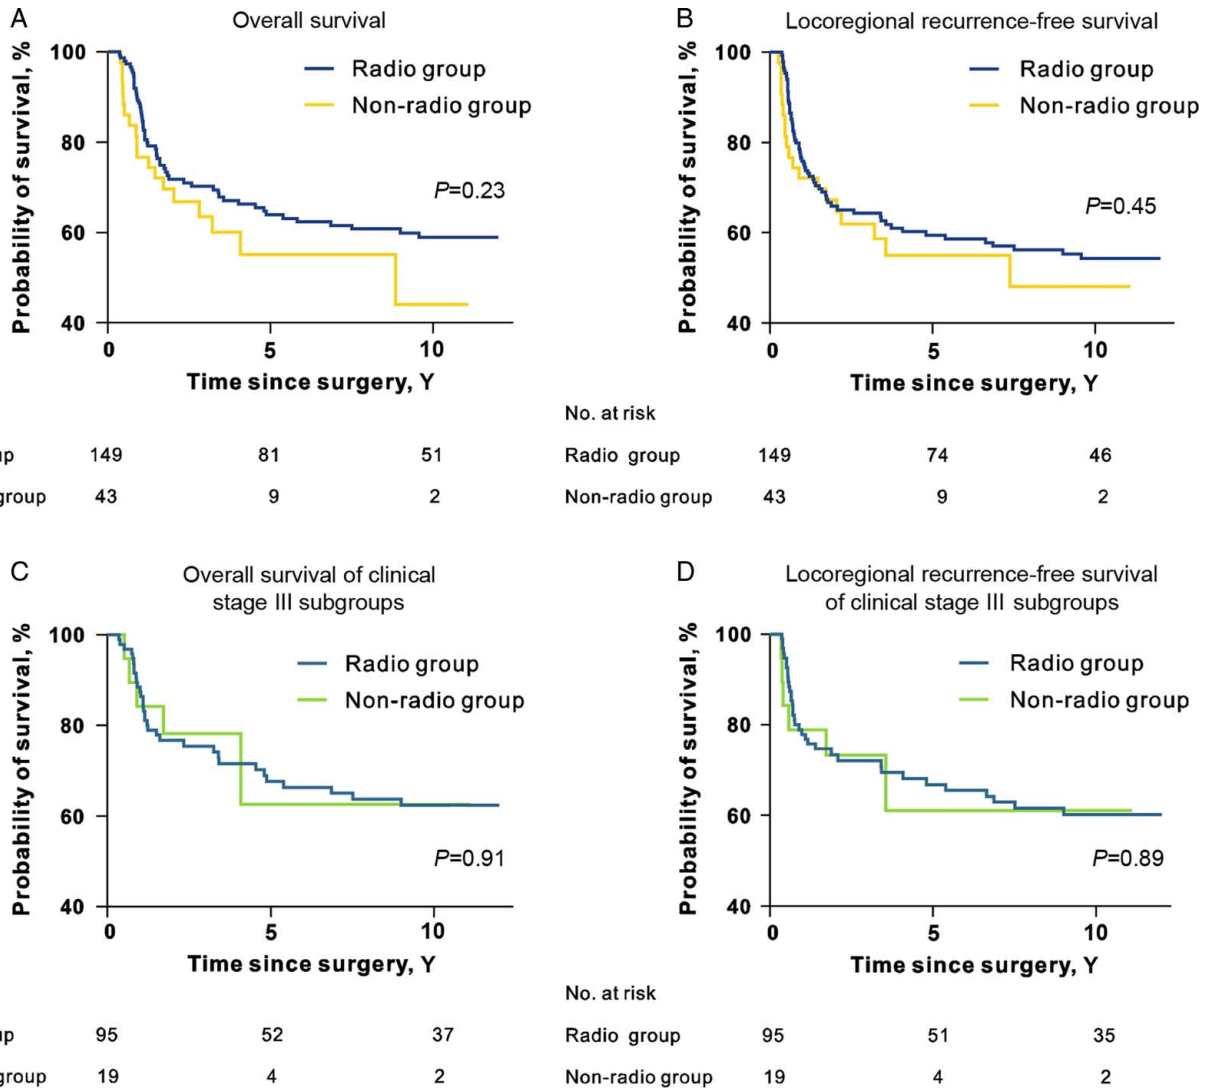 A
Overall survival
Probability of survival, %
100
80
60
40
Radio group
Non-radio group
P=0.23
0
5
10
Time since surgery, Y
149
81
51
group
43
9
2
B
Locoregional recurrence-free survival
Probability of survival, %
100
80
60
40
Radio group
Non-radio group
P=0.45
0
5
10
Time since surgery, Y
No. at risk
Radio group
149
74
46
Non-radio group
43
9
2
C
Overall survival of clinical
stage III subgroups
Probability of survival, %
100
80
60
40
Radio group
Non-radio group
P=0.91
0
5
10
Time since surgery, Y
95
52
37
group
19
4
2
D
Locoregional recurrence-free survival
of clinical stage III subgroups
Probability of survival, %
100
80
60
40
Radio group
Non-radio group
P=0.89
0
5
10
Time since surgery, Y
No. at risk
Radio group
95
51
35
Non-radio group
19
4
2